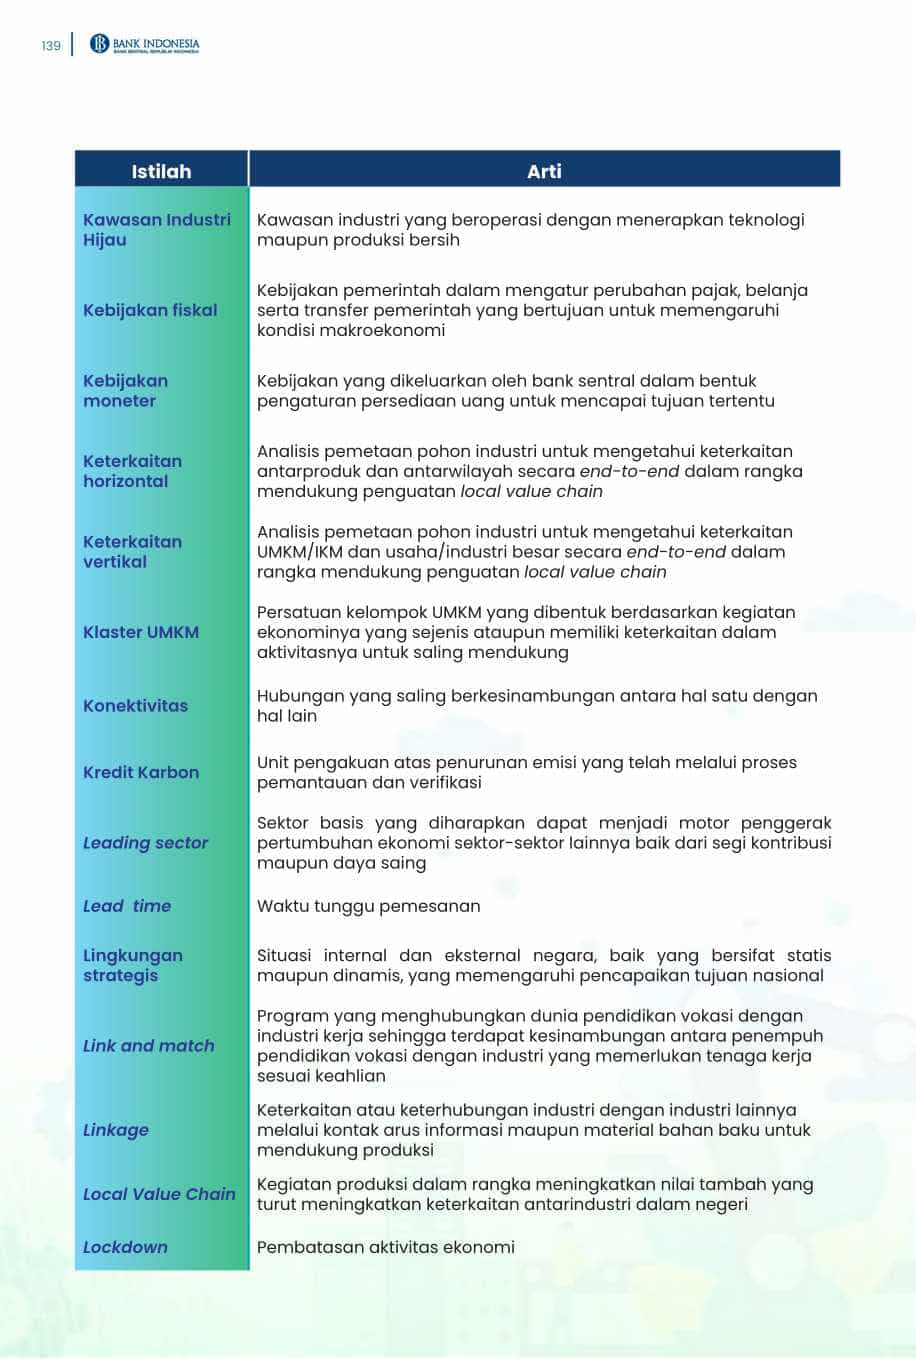 139
BANK INDONESIA
BANK SENTRAL REPUBLIK INDONESIA
Istilah
Arti
Kawasan Industri
Hijau
Kawasan industri yang beroperasi dengan menerapkan teknologi
maupun produksi bersih
Kebijakan fiskal
Kebijakan pemerintah dalam mengatur perubahan pajak, belanja
serta transfer pemerintah yang bertujuan untuk memengaruhi
kondisi makroekonomi
Kebijakan
moneter
Kebijakan yang dikeluarkan oleh bank sentral dalam bentuk
pengaturan persediaan uang untuk mencapai tujuan tertentu
Keterkaitan
horizontal
Analisis pemetaan pohon industri untuk mengetahui keterkaitan
antarproduk dan antarwilayah secara end-to-end dalam rangka
mendukung penguatan local value chain
Keterkaitan
vertikal
Analisis pemetaan pohon industri untuk mengetahui keterkaitan
UMKM/IKM dan usaha/industri besar secara end-to-end dalam
rangka mendukung penguatan local value chain
Klaster UMKM
Persatuan kelompok UMKM yang dibentuk berdasarkan kegiatan
ekonominya yang sejenis ataupun memiliki keterkaitan dalam
aktivitasnya untuk saling mendukung
Konektivitas
Hubungan yang saling berkesinambungan antara hal satu dengan
hal lain
Kredit Karbon
Unit pengakuan atas penurunan emisi yang telah melalui proses
pemantauan dan verifikasi
Leading sector
Sektor basis yang diharapkan dapat menjadi motor penggerak
pertumbuhan ekonomi sektor-sektor lainnya baik dari segi kontribusi
maupun daya saing
Lead time
Waktu tunggu pemesanan
Lingkungan
strategis
Situasi internal dan eksternal negara, baik yang bersifat statis
maupun dinamis, yang memengaruhi pencapaikan tujuan nasional
Link and match
Program yang menghubungkan dunia pendidikan vokasi dengan
industri kerja sehingga terdapat kesinambungan antara penempuh
pendidikan vokasi dengan industri yang memerlukan tenaga kerja
sesuai keahlian
Linkage
Keterkaitan atau keterhubungan industri dengan industri lainnya
melalui kontak arus informasi maupun material bahan baku untuk
mendukung produksi
Local Value Chain
Kegiatan produksi dalam rangka meningkatkan nilai tambah yang
turut meningkatkan keterkaitan antarindustri dalam negeri
Lockdown
Pembatasan aktivitas ekonomi